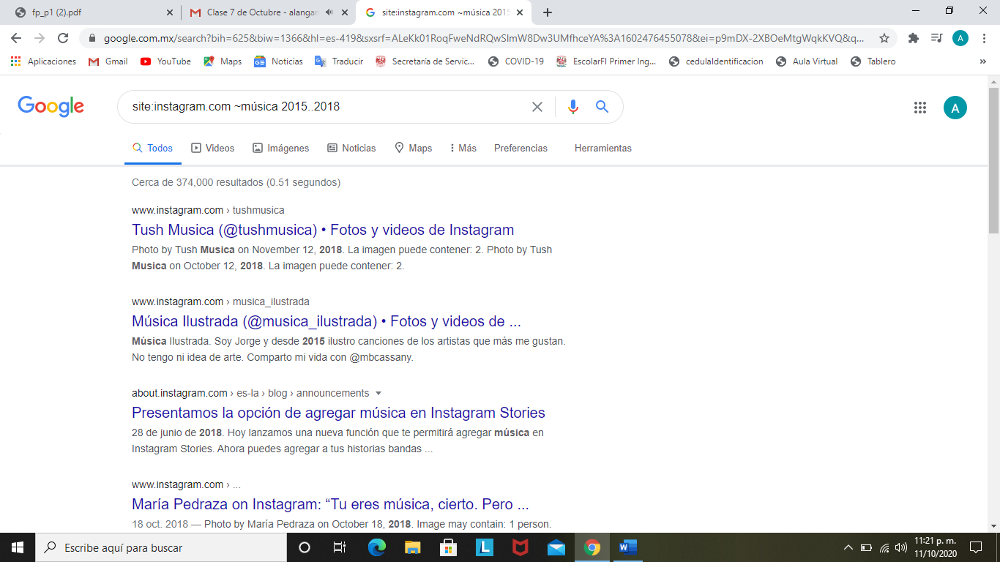 fp_p1 (2).pdf
Clase 7 de Octubre - alangar
site:instagram.com ~música 2015
google.com.mx/search?bih=625&biw=1366&hl=es-419&sxsrf=ALeKk01RoqFweNdRQwSlmW8Dw3UMfhceYA%3A1602476455078&ei=p9mDX-2XBOeMtgWqkKVQ&q...
A
Aplicaciones
Gmail
YouTube
Maps
Noticias
Traducir
Secretaría de Servic...
COVID-19
EscolarFI Primer Ing...
cedulaIdentificacion
Aula Virtual
Tablero
»
Google
site:instagram.com ~música 2015..2018
A
Todos
Videos
Imágenes
Noticias
Maps
Más
Preferencias
Herramientas
Cerca de 374,000 resultados (0.51 segundos)
www.instagram.com › tushmusica
Tush Musica (@tushmusica) • Fotos y videos de Instagram
Photo by Tush Musica on November 12, 2018. La imagen puede contener: 2. Photo by Tush
Musica on October 12, 2018. La imagen puede contener: 2.
www.instagram.com › musica_ilustrada
Música Ilustrada (@musica_ilustrada) • Fotos y videos de ...
Música Ilustrada. Soy Jorge y desde 2015 ilustro canciones de los artistas que más me gustan.
No tengo ni idea de arte. Comparto mi vida con @mbcassany.
about.instagram.com › es-la › blog › announcements
Presentamos la opción de agregar música en Instagram Stories
28 de junio de 2018. Hoy lanzamos una nueva función que te permitirá agregar música en
Instagram Stories. Ahora puedes agregar a tus historias bandas ...
www.instagram.com › ...
María Pedraza on Instagram: “Tu eres música, cierto. Pero ...
18 oct. 2018 — Photo by María Pedraza on October 18, 2018. Image may contain: 1 person.
Escribe aquí para buscar
L
W
11:21 p. m.
11/10/2020